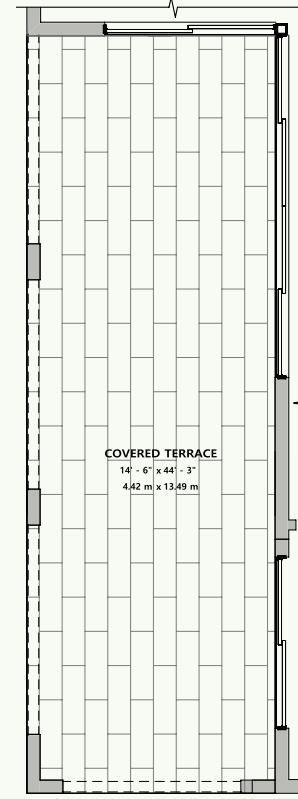 COVERED TERRACE
14' - 6" x 44' - 3"
4.42 m x 13.49 m